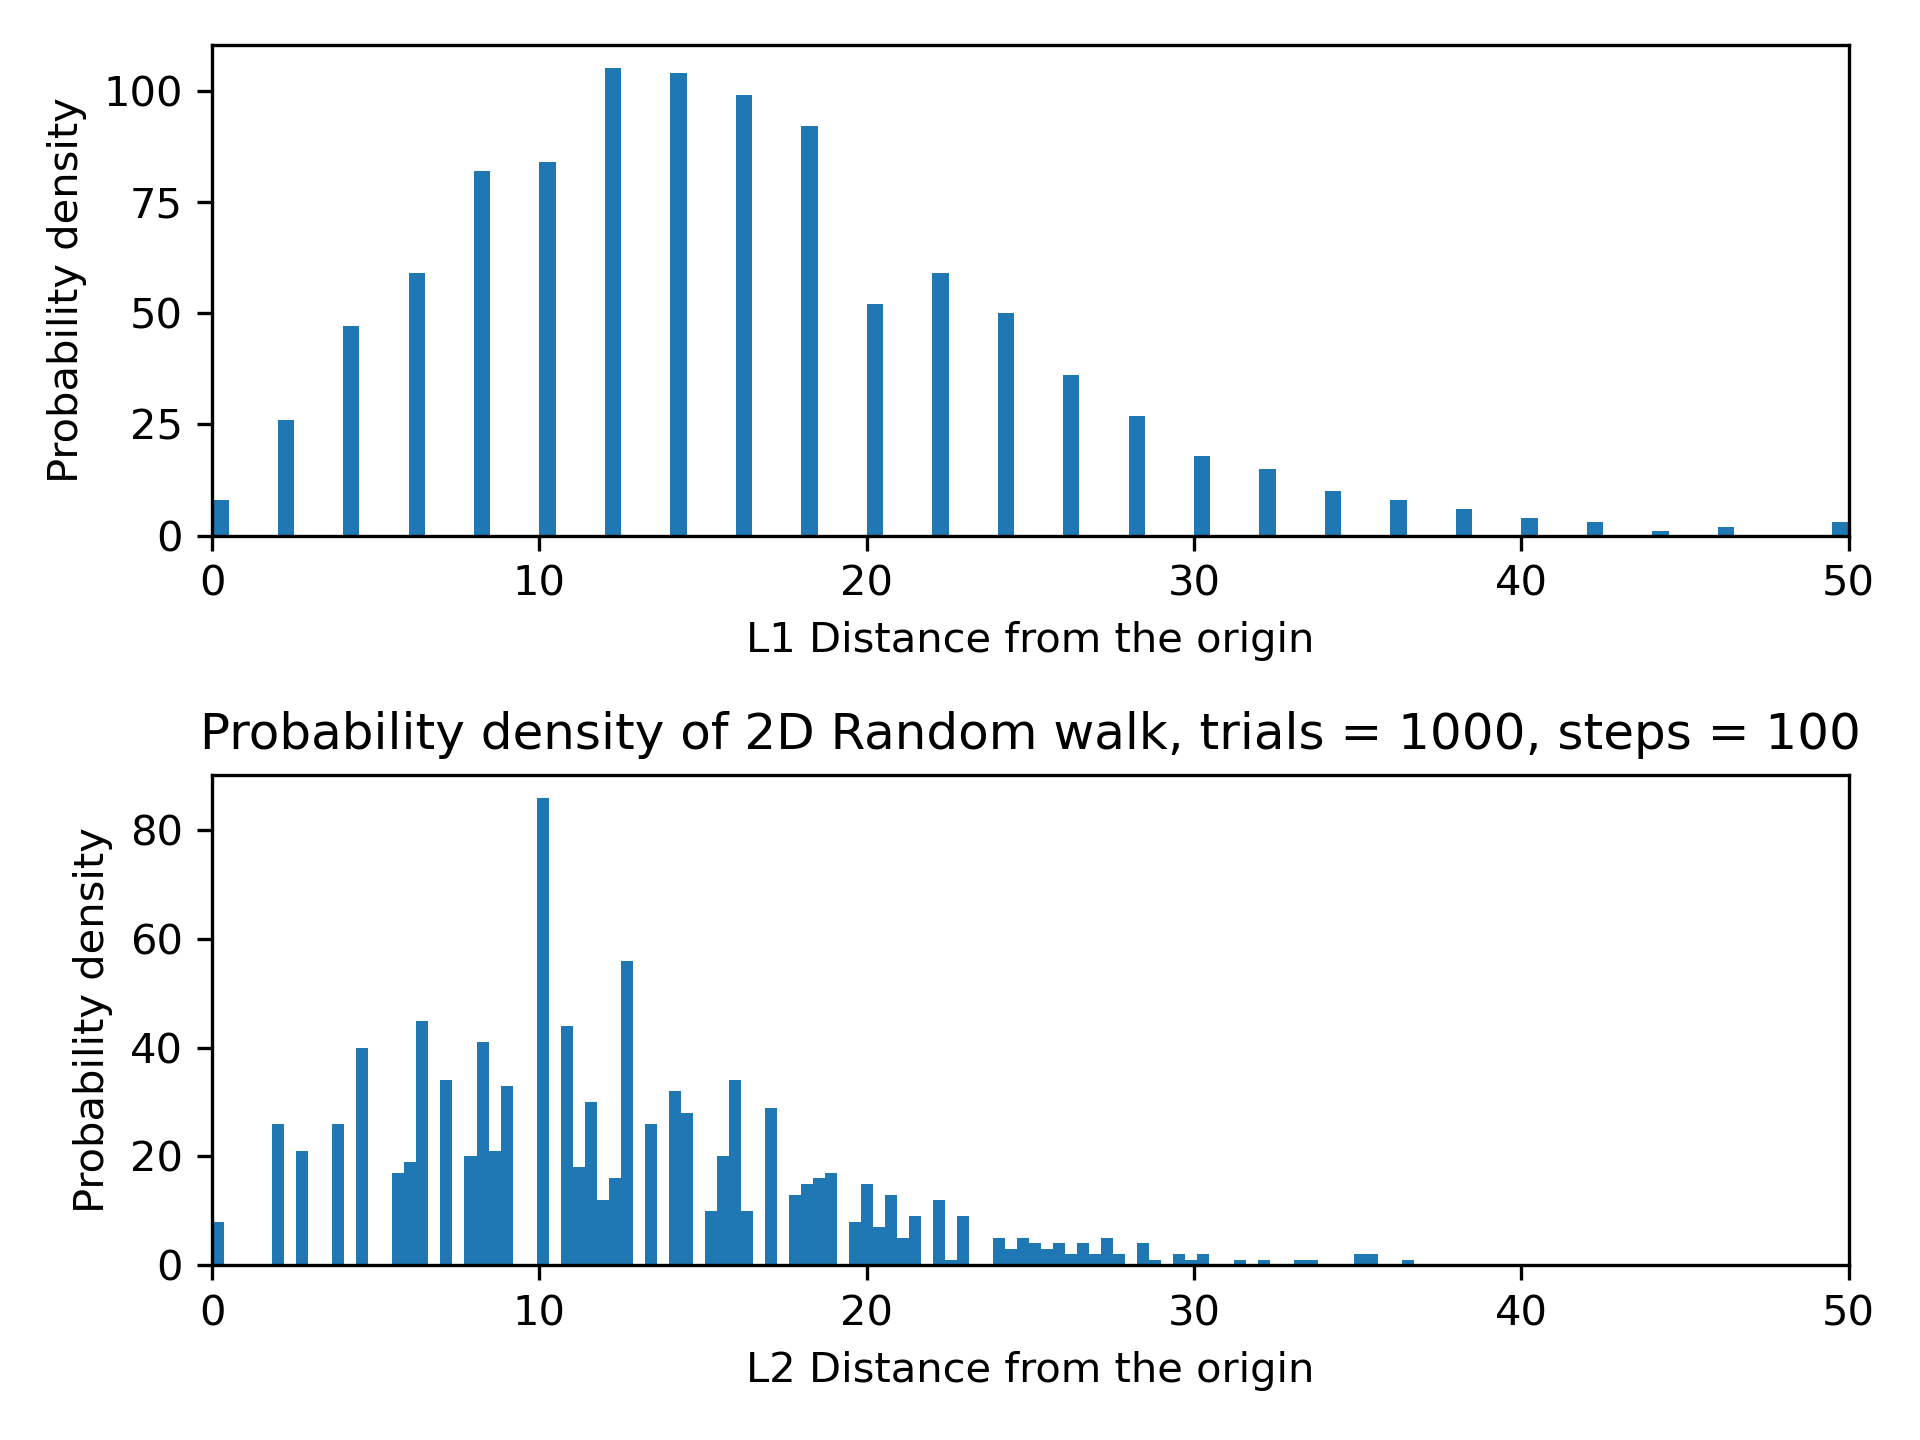 Probability density
100
75
50
25
0
0 10 20 30 40 50
L1 Distance from the origin
Probability density of 2D Random walk, trials = 1000, steps = 100
Probability density
80
60
40
20
0
0 10 20 30 40 50
L2 Distance from the origin